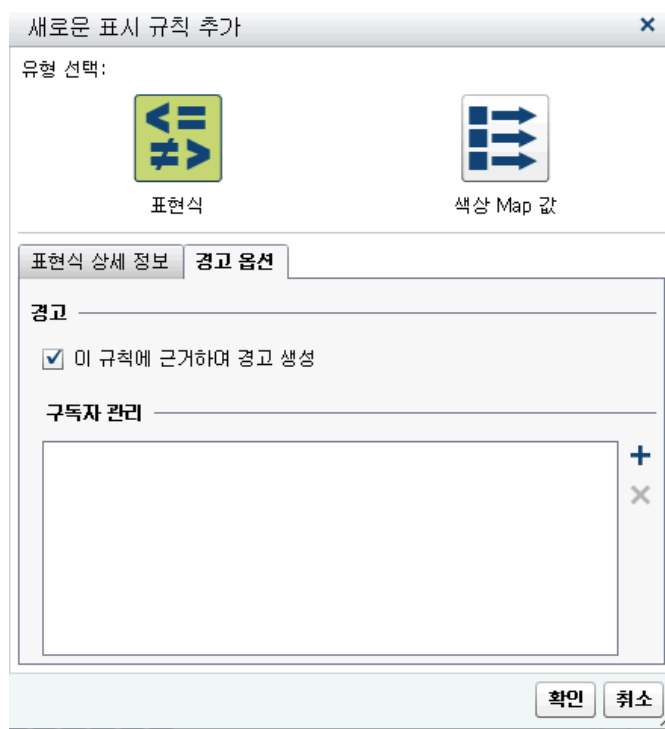 새로운 표시 규칙 추가
유형 선택:
표현식 색상 Map 값
표현식 상세 정보 경고 옵션
경고
이 규칙에 근거하여 경고 생성
구독자 관리
확인 취소